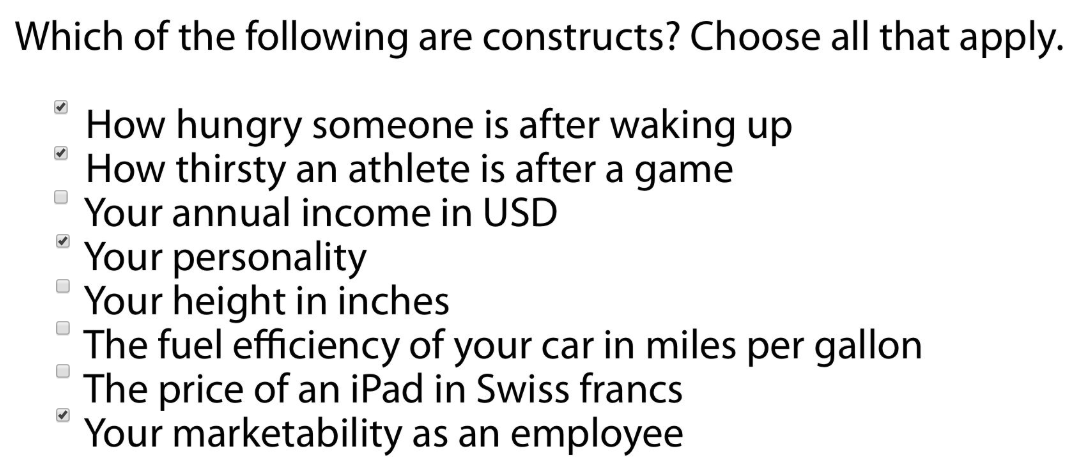 Which of the following are constructs? Choose all that apply.
How hungry someone is after waking up
How thirsty an athlete is after a game
Your annual income in USD
Your personality
Your height in inches
The fuel efficiency of your car in miles per gallon
The price of an iPad in Swiss francs
Your marketability as an employee